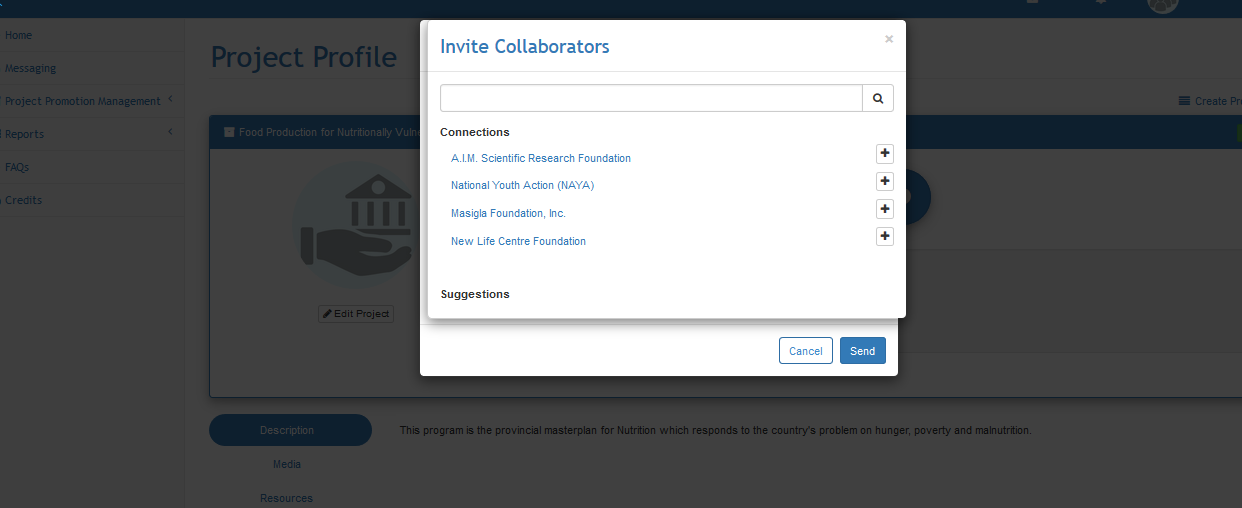 Home
Messaging
Project Promotion Management
Reports
FAQs
Credits
Project Profile
Create
Food Production for Nutritionally
Edit Project
Invite Collaborators
×
Connections
A.I.M. Scientific Research Foundation
National Youth Action (NAYA)
Masigla Foundation, Inc.
New Life Centre Foundation
Suggestions
Cancel Send
Description
This program is the provincial masterplan for Nutrition which responds to the country's problem on hunger, poverty and malnutrition.
Media
Resources